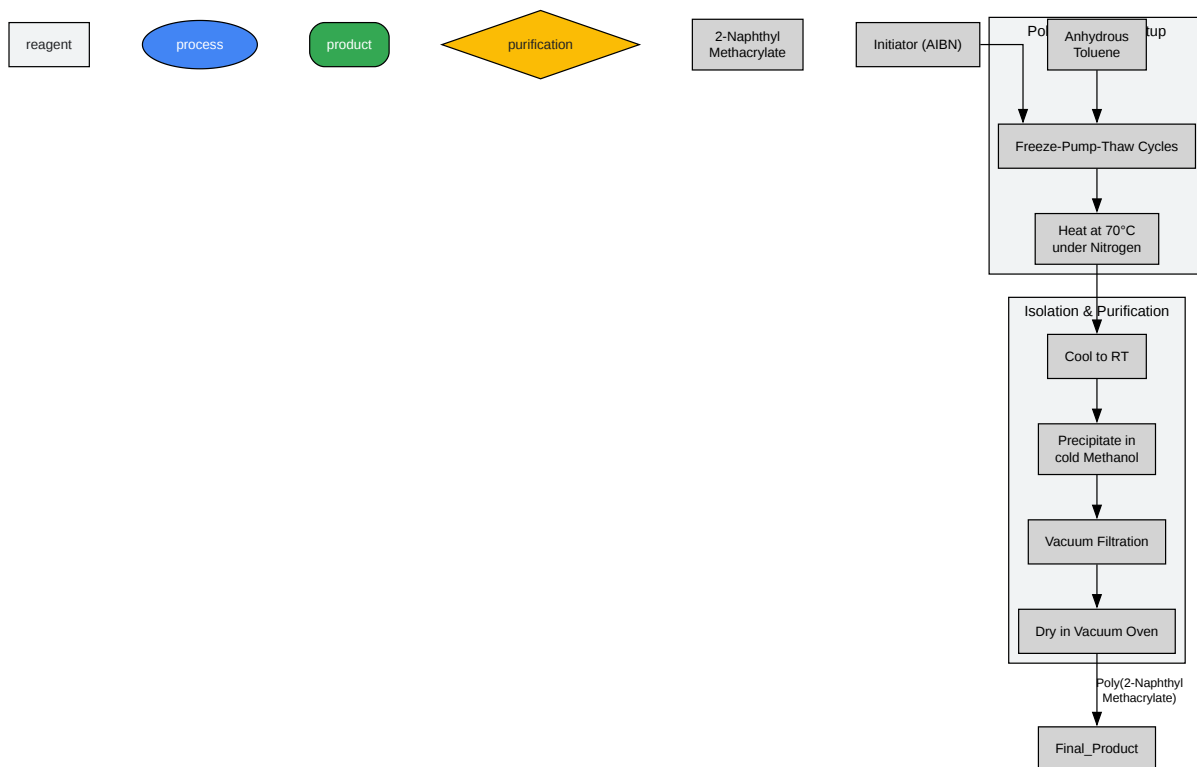 reagent
process
product
purification
2-Naphthyl
Methacrylate
Initiator (AIBN)
Pol
tup
Anhydrous
Toluene
Freeze-Pump-Thaw Cycles
Heat at 70°C
under Nitrogen
Isolation & Purification
Cool to RT
Precipitate in
cold Methanol
Vacuum Filtration
Dry in Vacuum Oven
Poly(2-Naphthyl
Methacrylate)
Final_Product